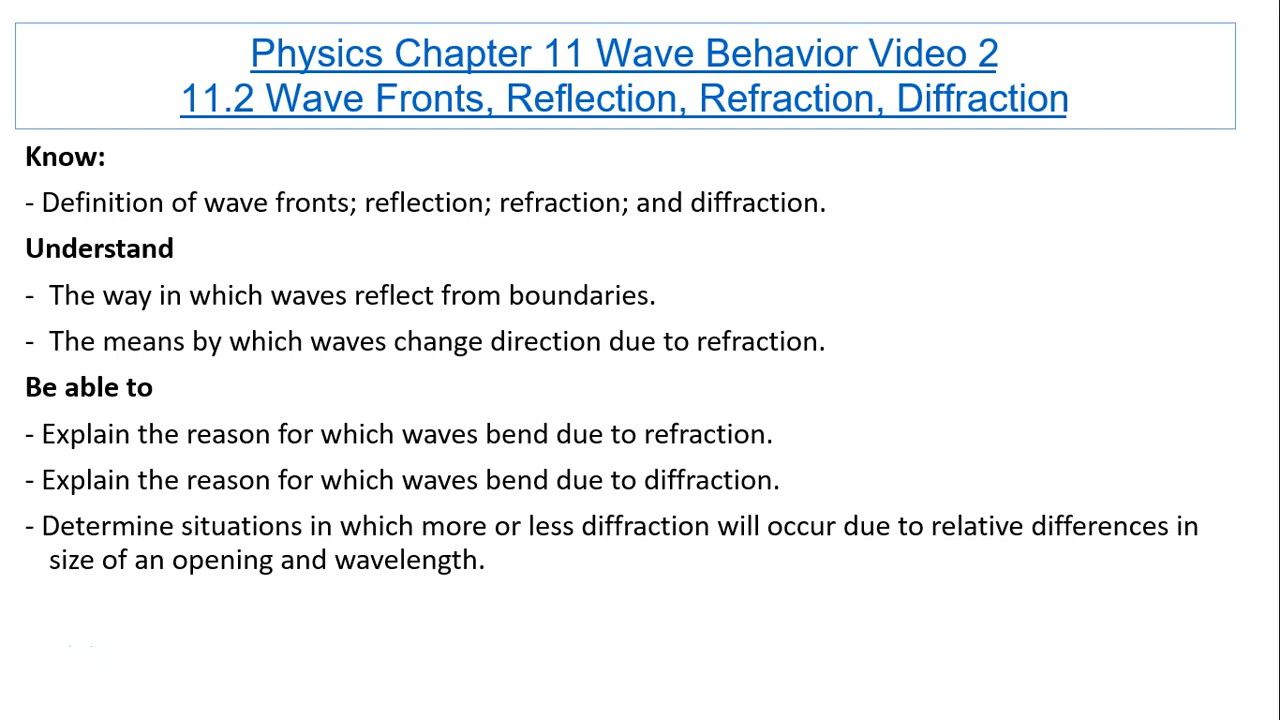 Physics Chapter 11 Wave Behavior Video 2
11.2 Wave Fronts, Reflection, Refraction, Diffraction
Know:
- Definition of wave fronts; reflection; refraction; and diffraction.
Understand
- The way in which waves reflect from boundaries.
- The means by which waves change direction due to refraction.
Be able to
- Explain the reason for which waves bend due to refraction.
- Explain the reason for which waves bend due to diffraction.
- Determine situations in which more or less diffraction will occur due to relative differences in
size of an opening and wavelength.